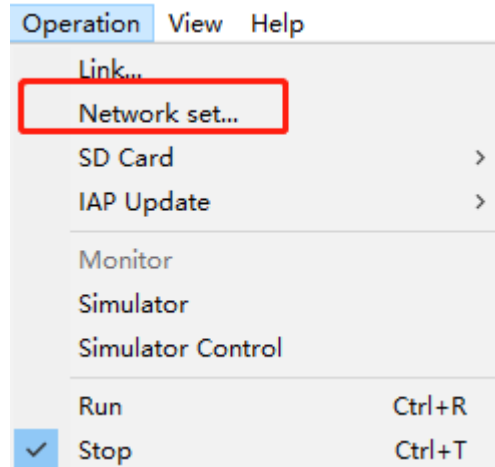 Operation View Help
Link...
Network set...
SD Card >
IAP Update >
Monitor
Simulator
Simulator Control
Run Ctrl+R
Stop Ctrl+T